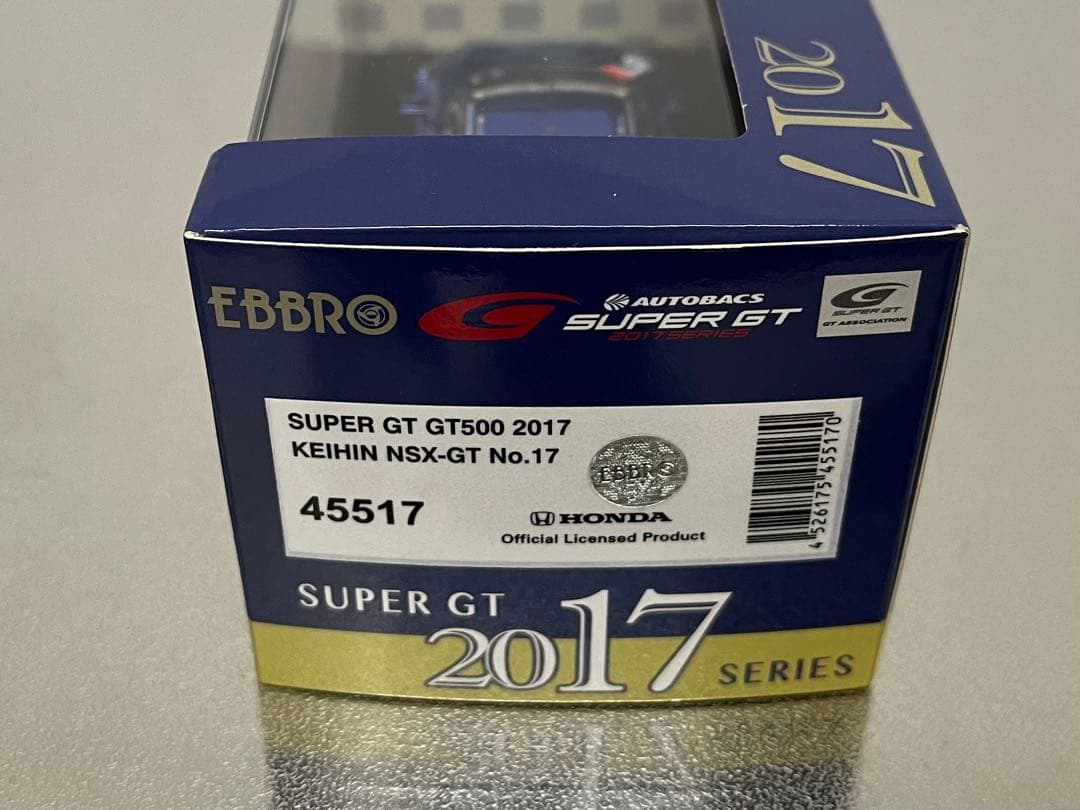 2017
EBBRO
AUTOBACS
SUPER GT
2017 SERIES
SUPER GT
GT ASSOCIATION
SUPER GT GT500 2017
KEIHIN NSX-GT No.17
EBBRO
45517
HONDA
Official Licensed Product
4 526175 455170
SUPER GT
2017 SERIES